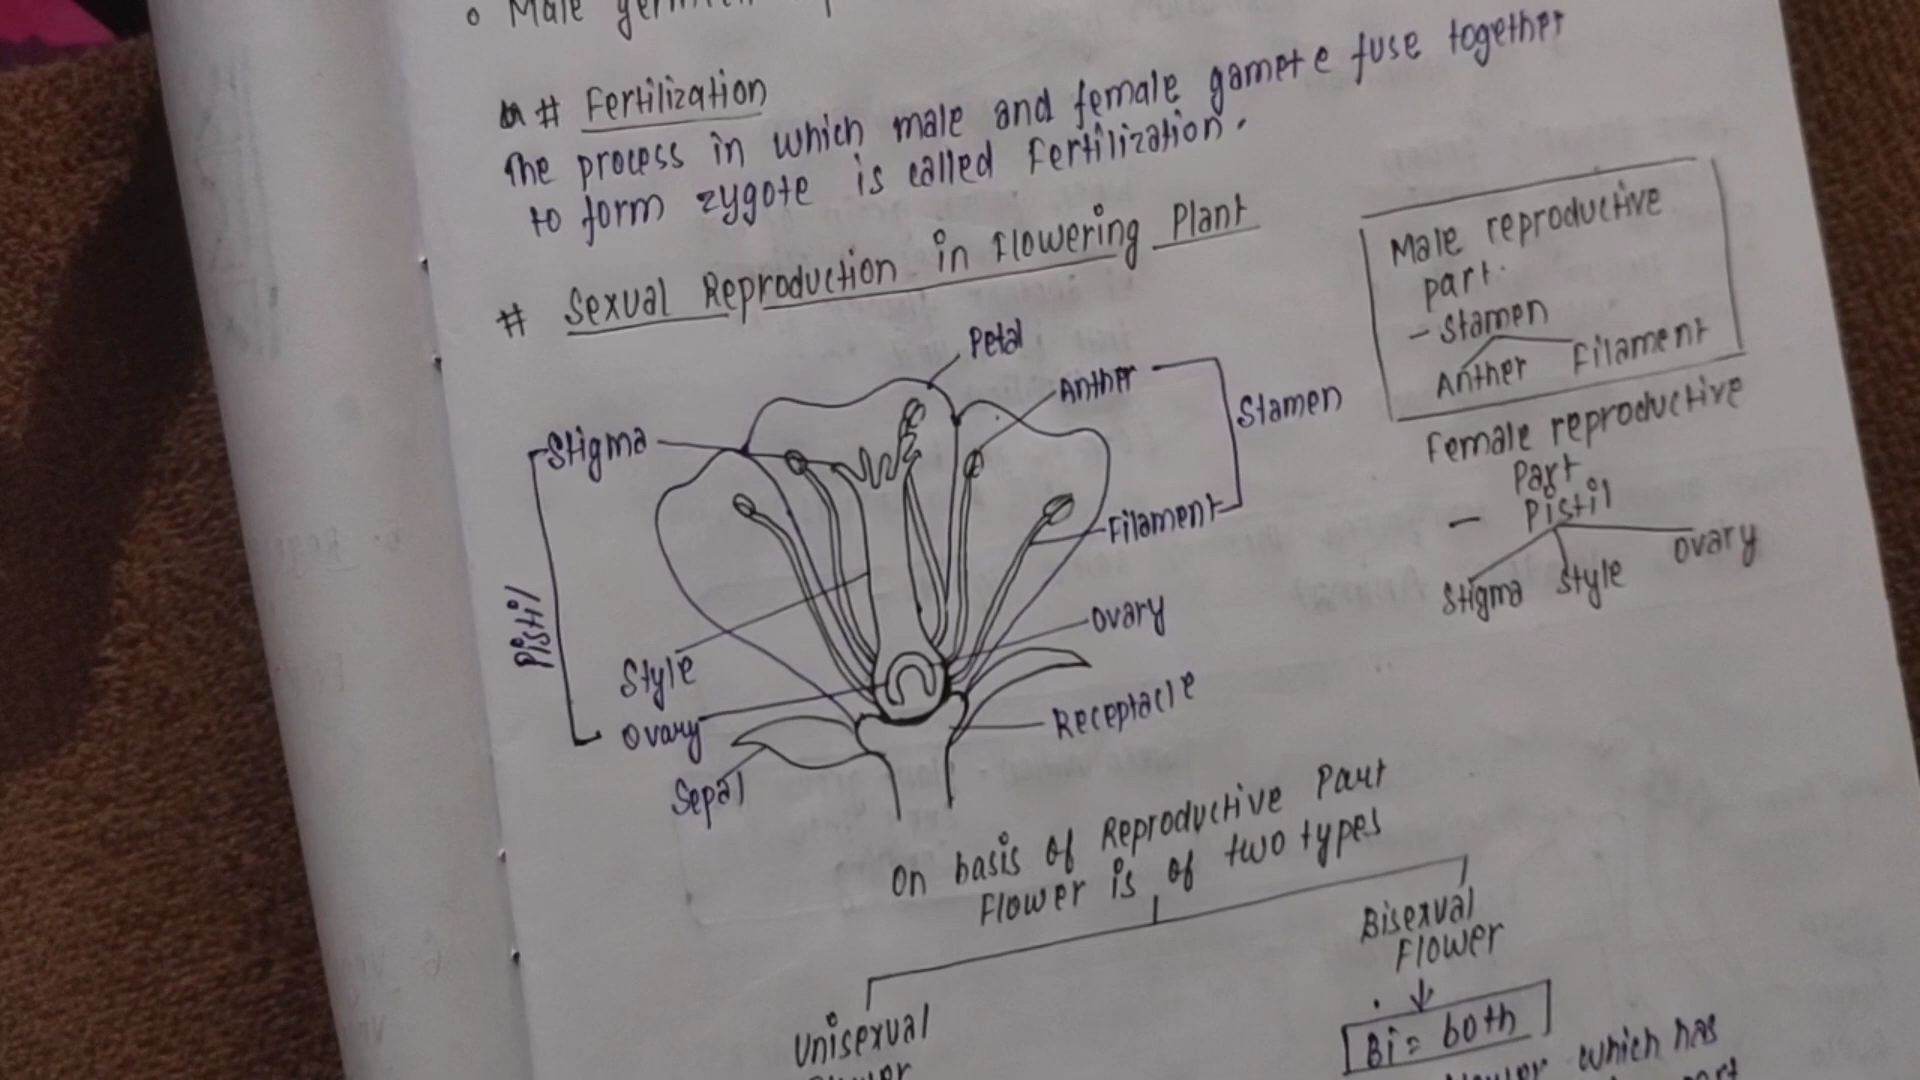 • Male
# Fertilization
The process in which male and female gamete fuse together
to form zygote is called Fertilization.
# Sexual Reproduction in flowering Plant
Male reproductive
part.
- Stamen
Anther Filament
Female reproductive
Part
- Pistil
Stigma Style Ovary
Petal
Anther
Stamen
Stigma
Filament
Pistil
Ovary
Style
Ovary
Receptacle
Sepal
On basis of Reproductive Part
Flower is of two types
Bisexual
Flower
Unisexual
Bi = both
which has